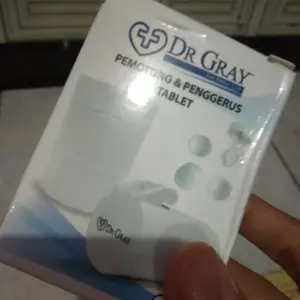 DR GRAY
PEMOTONG & PENGGERUS
TABLET
DR GRAY